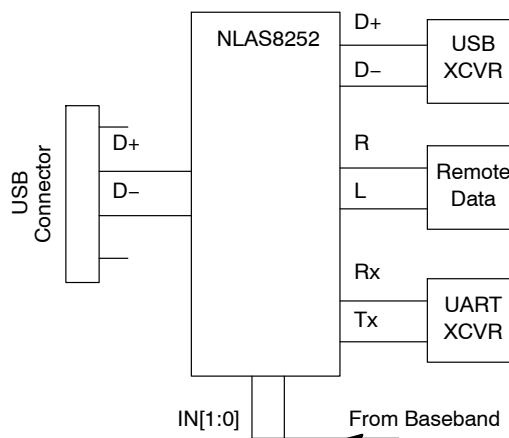 NLAS8252
D+
D−
USB
XCVR
USB
Connector
D+
D−
R
L
Remote
Data
Rx
Tx
UART
XCVR
IN[1:0]
From Baseband